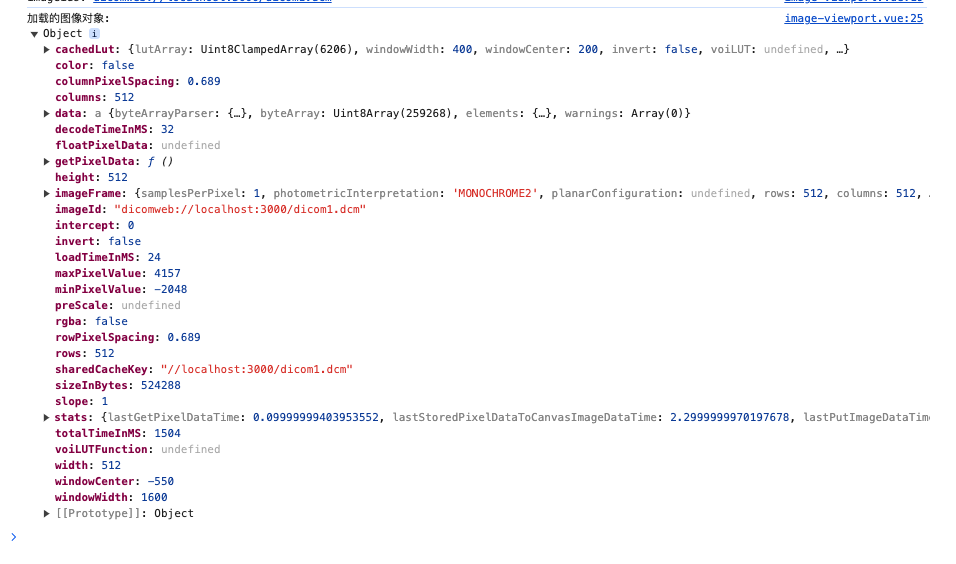 加载的图像对象: image-viewport.vue:25
▼ Object i
▶ cachedLut: {lutArray: Uint8ClampedArray(6206), windowWidth: 400, windowCenter: 200, invert: false, voiLUT: undefined, …}
color: false
columnPixelSpacing: 0.689
columns: 512
▶ data: a {byteArrayParser: {…}, byteArray: Uint8Array(259268), elements: {…}, warnings: Array(0)}
decodeTimeInMS: 32
floatPixelData: undefined
▶ getPixelData: ƒ ()
height: 512
▶ imageFrame: {samplesPerPixel: 1, photometricInterpretation: 'MONOCHROME2', planarConfiguration: undefined, rows: 512, columns: 512, .
imageId: "dicomweb://localhost:3000/dicom1.dcm"
intercept: 0
invert: false
loadTimeInMS: 24
maxPixelValue: 4157
minPixelValue: -2048
preScale: undefined
rgba: false
rowPixelSpacing: 0.689
rows: 512
sharedCacheKey: "//localhost:3000/dicom1.dcm"
sizeInBytes: 524288
slope: 1
▶ stats: {lastGetPixelDataTime: 0.09999999403953552, lastStoredPixelDataToCanvasImageDataTime: 2.2999999970197678, lastPutImageDataTime
totalTimeInMS: 1504
voiLUTFunction: undefined
width: 512
windowCenter: -550
windowWidth: 1600
▶ [[Prototype]]: Object
>